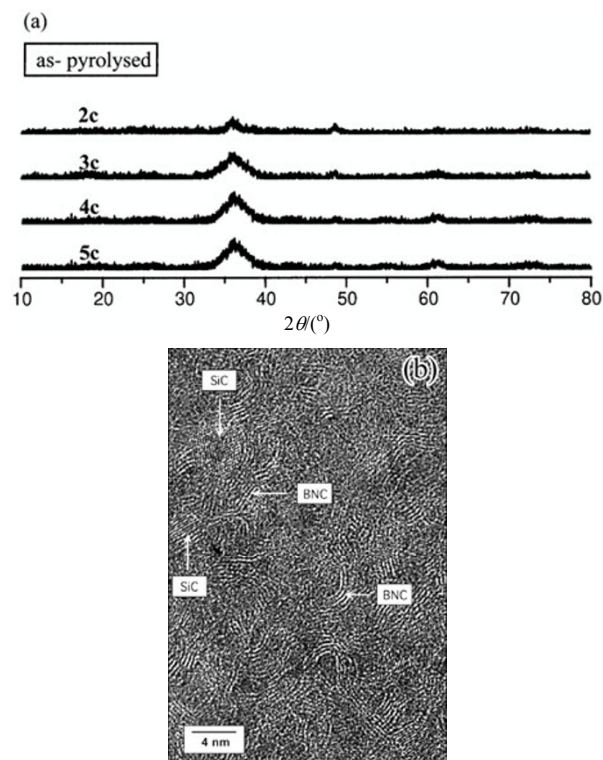 (a)
as- pyrolysed
2c
3c
4c
5c
10 20 30 40 50 60 70 80
2θ/(°)
(b)
SiC
BNC
SiC
BNC
4 nm